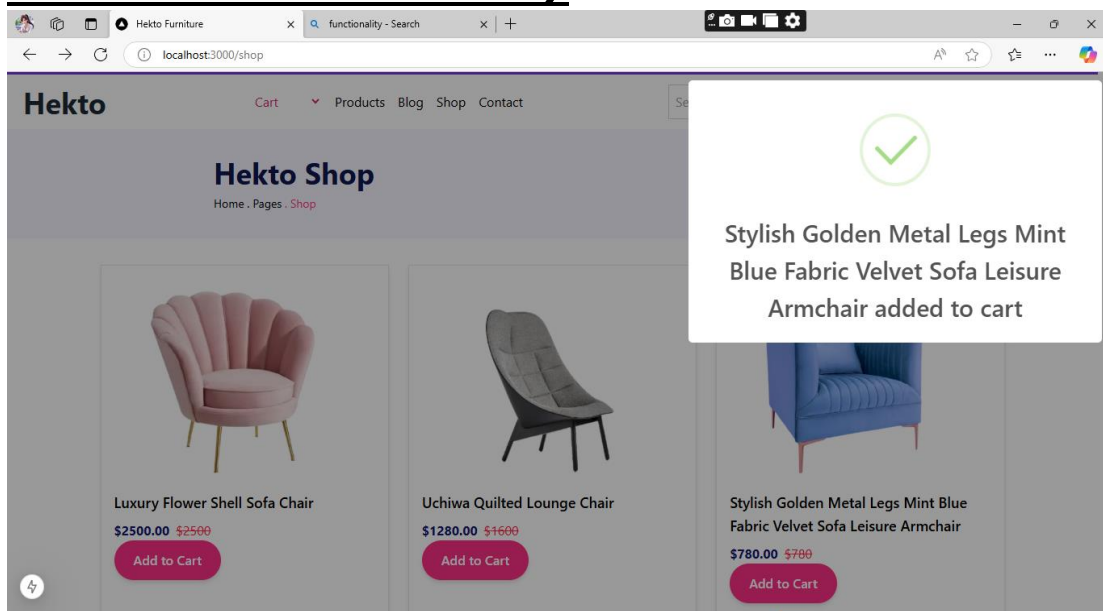 Hekto Furniture
functionality - Search
localhost:3000/shop
Hekto
Cart Products Blog Shop Contact
Se
Hekto Shop
Home . Pages . Shop
Stylish Golden Metal Legs Mint
Blue Fabric Velvet Sofa Leisure
Armchair added to cart
Luxury Flower Shell Sofa Chair
$2500.00 $2500
Add to Cart
Uchiwa Quilted Lounge Chair
$1280.00 $1600
Add to Cart
Stylish Golden Metal Legs Mint Blue
Fabric Velvet Sofa Leisure Armchair
$780.00 $780
Add to Cart